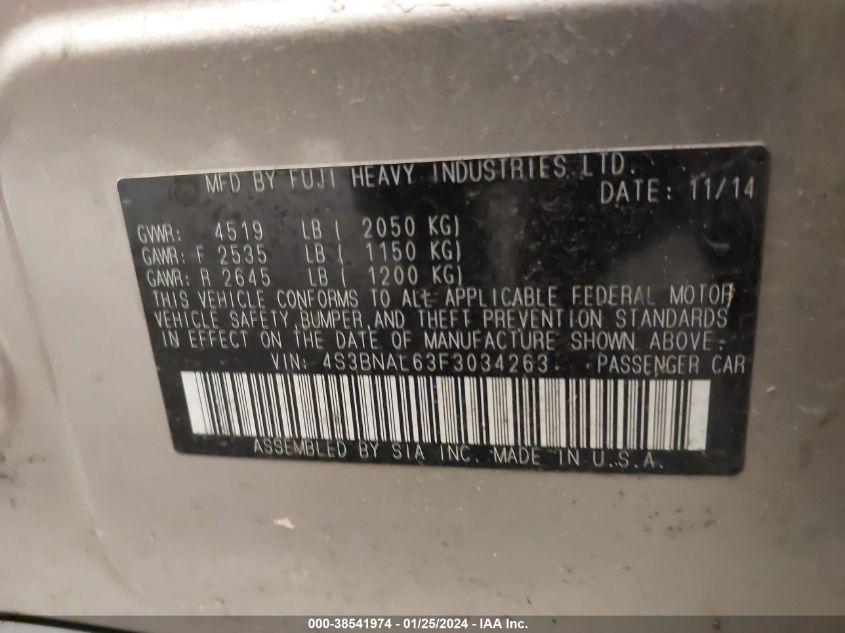 MFD BY FUJI HEAVY INDUSTRIES LTD.
DATE: 11/14
GVWR: 4519 LB ( 2050 KG)
GAWR: F 2535 LB ( 1150 KG)
GAWR: R 2645 LB ( 1200 KG)
THIS VEHICLE CONFORMS TO ALL APPLICABLE FEDERAL MOTOR
VEHICLE SAFETY, BUMPER, AND THEFT PREVENTION STANDARDS
IN EFFECT ON THE DATE OF MANUFACTURE SHOWN ABOVE.
VIN: 4S3BNAL63F3034263 PASSENGER CAR
ASSEMBLED BY SIA INC. MADE IN U.S.A.
000-38541974 - 01/25/2024 - IAA Inc.